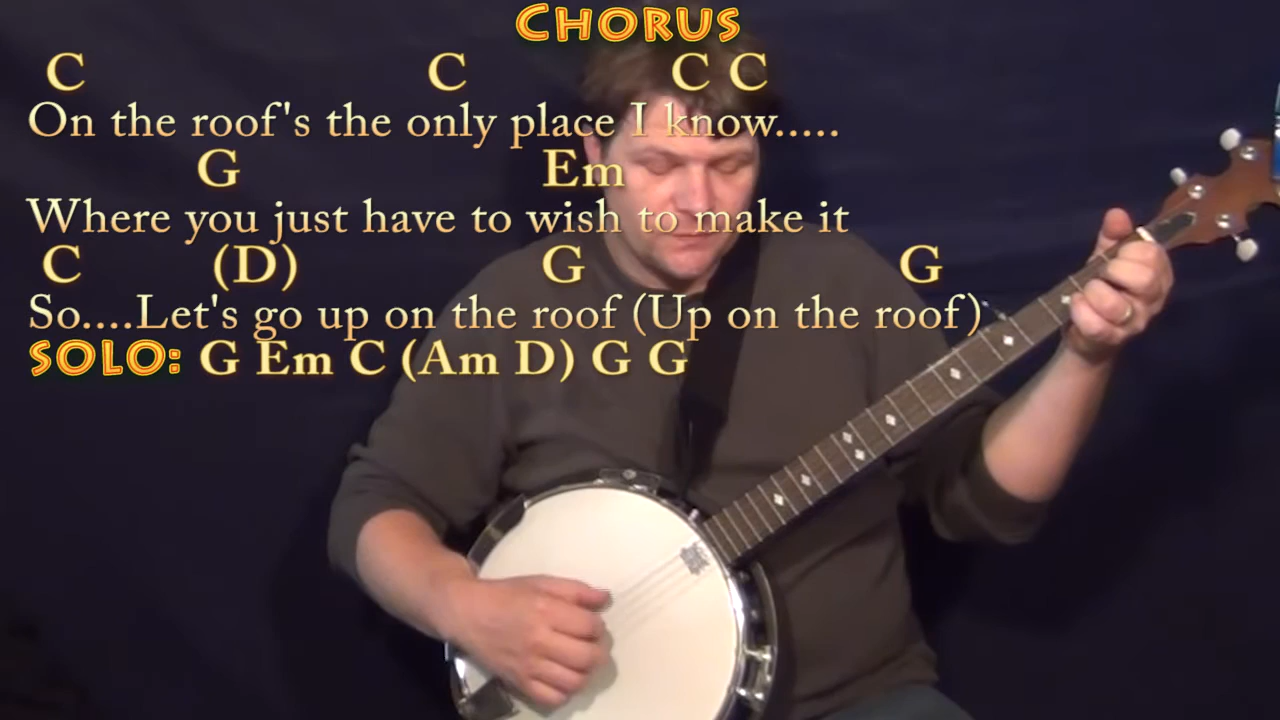 CHORUS
C C C C
On the roof's the only place I know.....
G Em
Where you just have to wish to make it
C (D) G G
So....Let's go up on the roof (Up on the roof)
SOLO: G Em C (Am D) G G